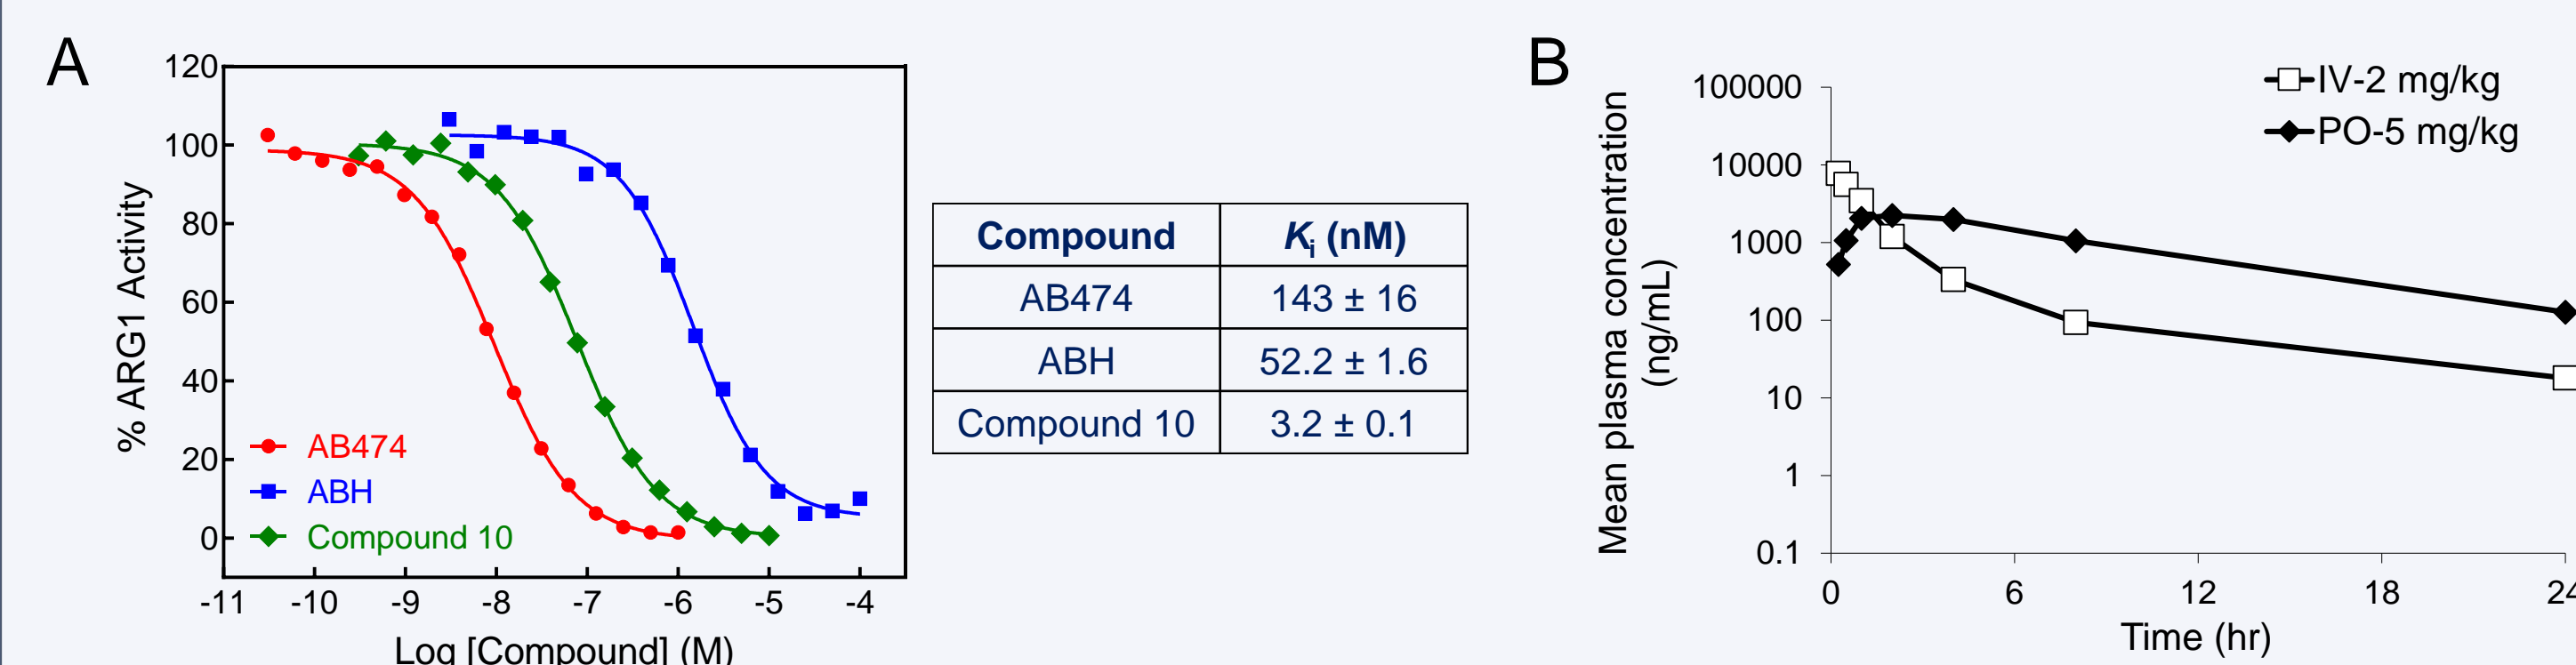 A
120
100
80
60
40
20
0
% ARG1 Activity
AB474
ABH
Compound 10
-11 -10 -9 -8 -7 -6 -5 -4
Log [Compound] (M)
Compound Ki (nM)
AB474 143 ± 16
ABH 52.2 ± 1.6
Compound 10 3.2 ± 0.1
B
IV-2 mg/kg
PO-5 mg/kg
Mean plasma concentration
(ng/mL)
100000
10000
1000
100
10
1
0.1
0 6 12 18 24
Time (hr)